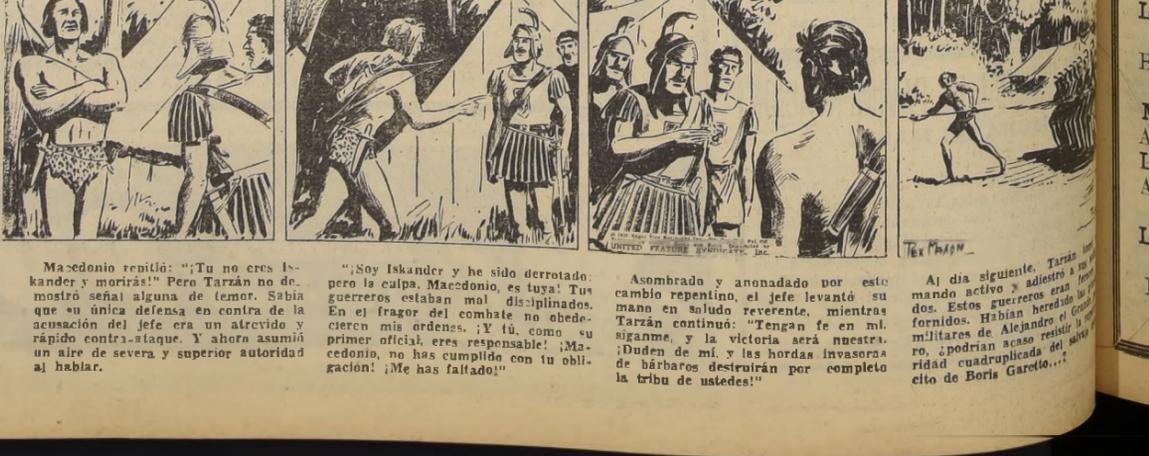 Macedonio repitió: "¡Tu no eres Is-
kander y morirás!" Pero Tarzán no de-
mostró señal alguna de temor. Sabía
que su única defensa en contra de la
acusación del jefe era un atrevido y
rápido contra-ataque. Y ahora asumió
un aire de severa y superior autoridad
al hablar.
"¡Soy Iskander y he sido derrotado;
pero la culpa, Macedonio, es tuya! Tus
guerreros estaban mal disciplinados.
En el fragor del combate no obede-
cieron mis órdenes. ¡Y tú, como su
primer oficial, eres responsable! ¡Ma-
cedonio, no has cumplido con tu obli-
gación! ¡Me has faltado!"
UNITED FEATURE SYNDICATE, Inc.
Asombrado y anonadado por este
cambio repentino, el jefe levantó su
mano en saludo reverente, mientras
Tarzán continuó: "Tengan fe en mí,
síganme, y la victoria será nuestra.
¡Duden de mí, y las hordas invasoras
de bárbaros destruirán por completo
la tribu de ustedes!"
TEX MAXON
Al día siguiente, Tarzán
mando activo y adiestró a sus
dos. Estos guerreros eran
fornidos. Habían heredado las
militares de Alejandro el
ro, ¿podrían acaso resistir la
ridad cuadruplicada del
cito de Boris Garotto...?